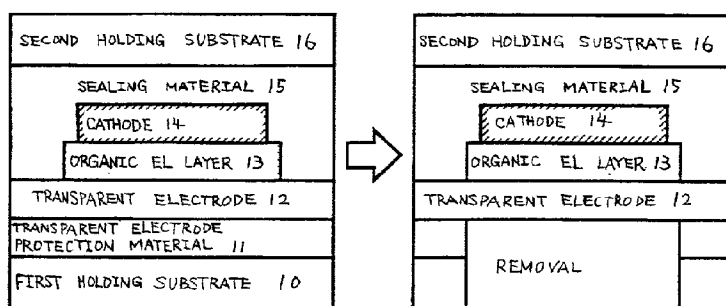 SECOND HOLDING SUBSTRATE 16
SEALING MATERIAL 15
CATHODE 14
ORGANIC EL LAYER 13
TRANSPARENT ELECTRODE 12
TRANSPARENT ELECTRODE
PROTECTION MATERIAL 11
FIRST HOLDING SUBSTRATE 10
SECOND HOLDING SUBSTRATE 16
SEALING MATERIAL 15
CATHODE 14
ORGANIC EL LAYER 13
TRANSPARENT ELECTRODE 12
REMOVAL